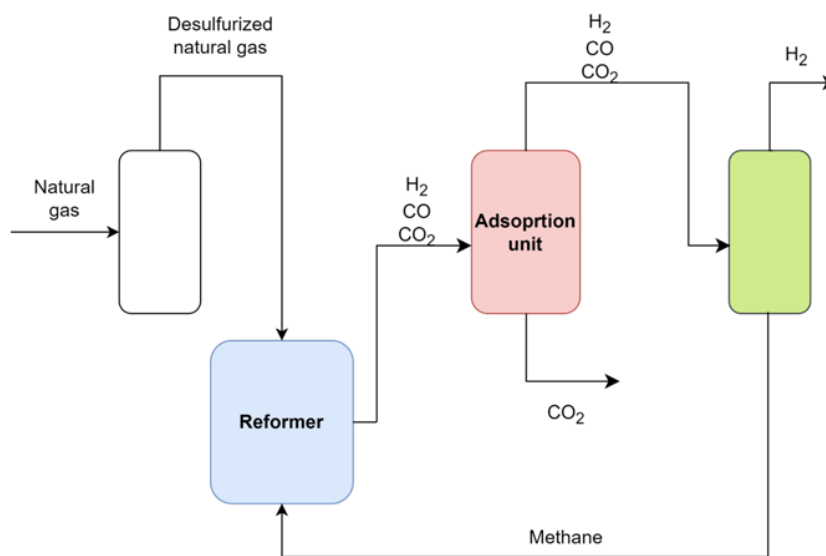 Desulfurized
natural gas
Natural
gas
H₂
CO
CO₂
Adsoprtion
unit
H₂
CO
CO₂
H₂
CO₂
Reformer
Methane